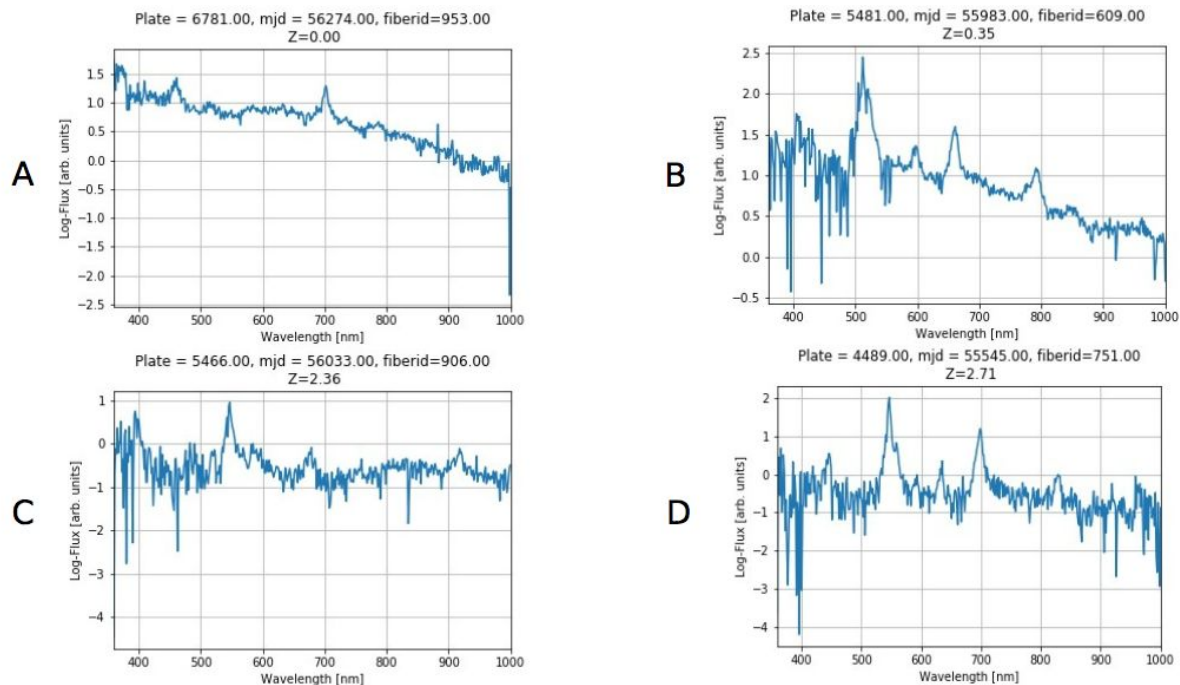 Plate = 6781.00, mjd = 56274.00, fiberid=953.00
Z=0.00
A
Log-Flux [arb. units]
1.5
1.0
0.5
0.0
−0.5
−1.0
−1.5
−2.0
−2.5
400 500 600 700 800 900 1000
Wavelength [nm]
Plate = 5481.00, mjd = 55983.00, fiberid=609.00
Z=0.35
B
Log-Flux [arb. units]
2.5
2.0
1.5
1.0
0.5
0.0
−0.5
400 500 600 700 800 900 1000
Wavelength [nm]
Plate = 5466.00, mjd = 56033.00, fiberid=906.00
Z=2.36
C
Log-Flux [arb. units]
1
0
−1
−2
−3
−4
400 500 600 700 800 900 1000
Wavelength [nm]
Plate = 4489.00, mjd = 55545.00, fiberid=751.00
Z=2.71
D
Log-Flux [arb. units]
2
1
0
−1
−2
−3
−4
400 500 600 700 800 900 1000
Wavelength [nm]